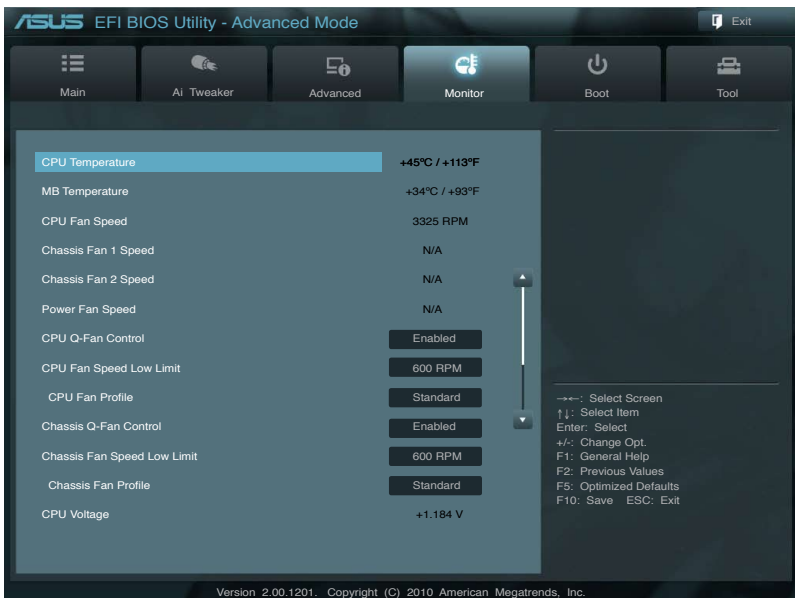 ASUS EFI BIOS Utility - Advanced Mode
Exit
Main Ai Tweaker Advanced Monitor Boot Tool
CPU Temperature +45ºC / +113ºF
MB Temperature +34ºC / +93ºF
CPU Fan Speed 3325 RPM
Chassis Fan 1 Speed N/A
Chassis Fan 2 Speed N/A
Power Fan Speed N/A
CPU Q-Fan Control Enabled
CPU Fan Speed Low Limit 600 RPM
CPU Fan Profile Standard
Chassis Q-Fan Control Enabled
Chassis Fan Speed Low Limit 600 RPM
Chassis Fan Profile Standard
CPU Voltage +1.184 V
→←: Select Screen
↑↓: Select Item
Enter: Select
+/-: Change Opt.
F1: General Help
F2: Previous Values
F5: Optimized Defaults
F10: Save ESC: Exit
Version 2.00.1201. Copyright (C) 2010 American Megatrends, Inc.